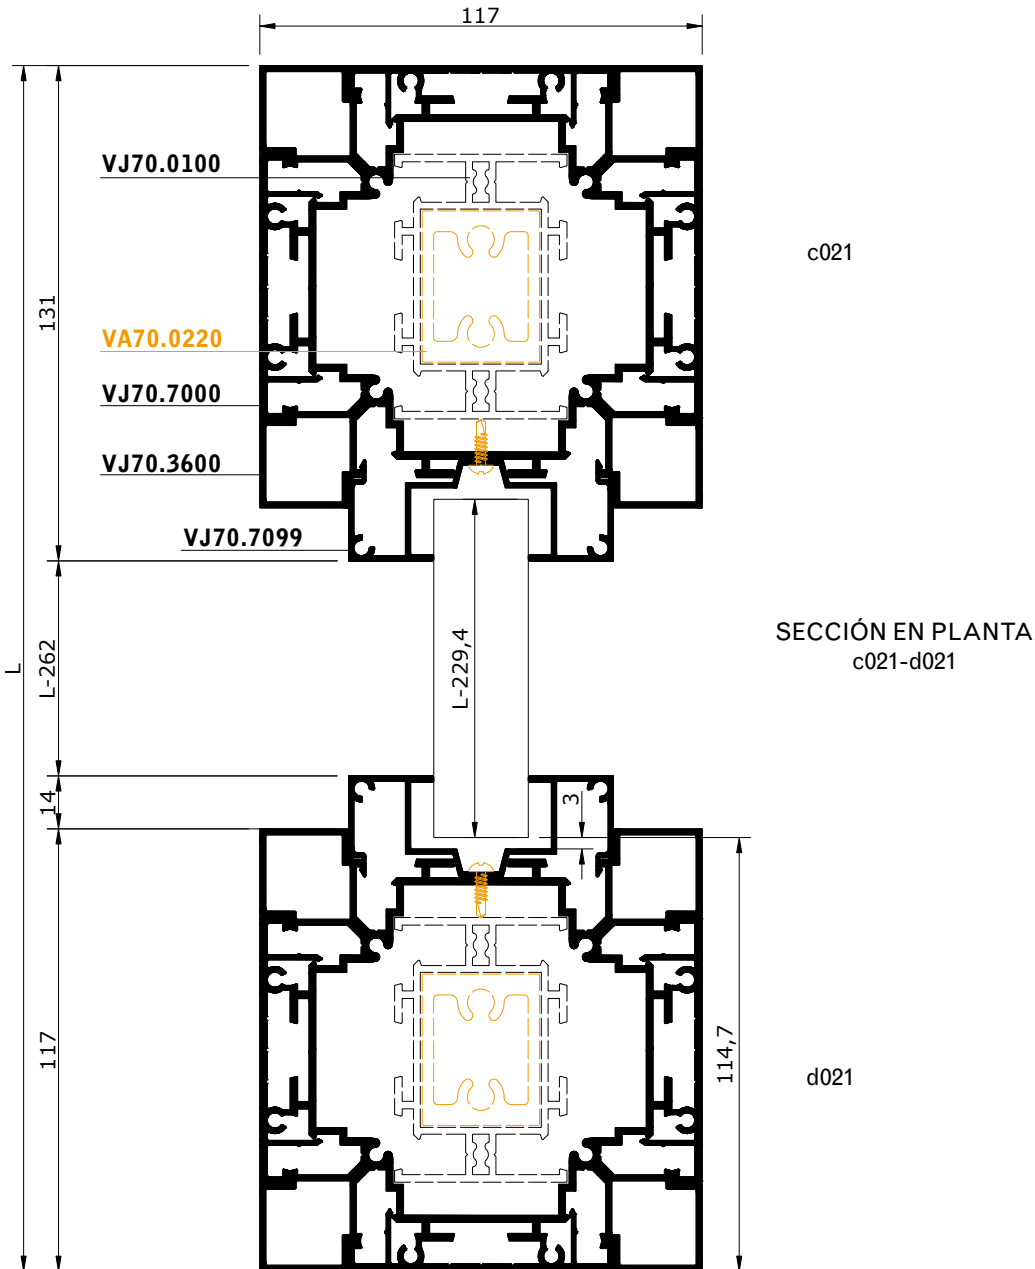 117
VJ70.0100
c021
131
VA70.0220
VJ70.7000
VJ70.3600
VJ70.7099
SECCIÓN EN PLANTA
c021-d021
L
L-262
L-229,4
14
3
117
114,7
d021